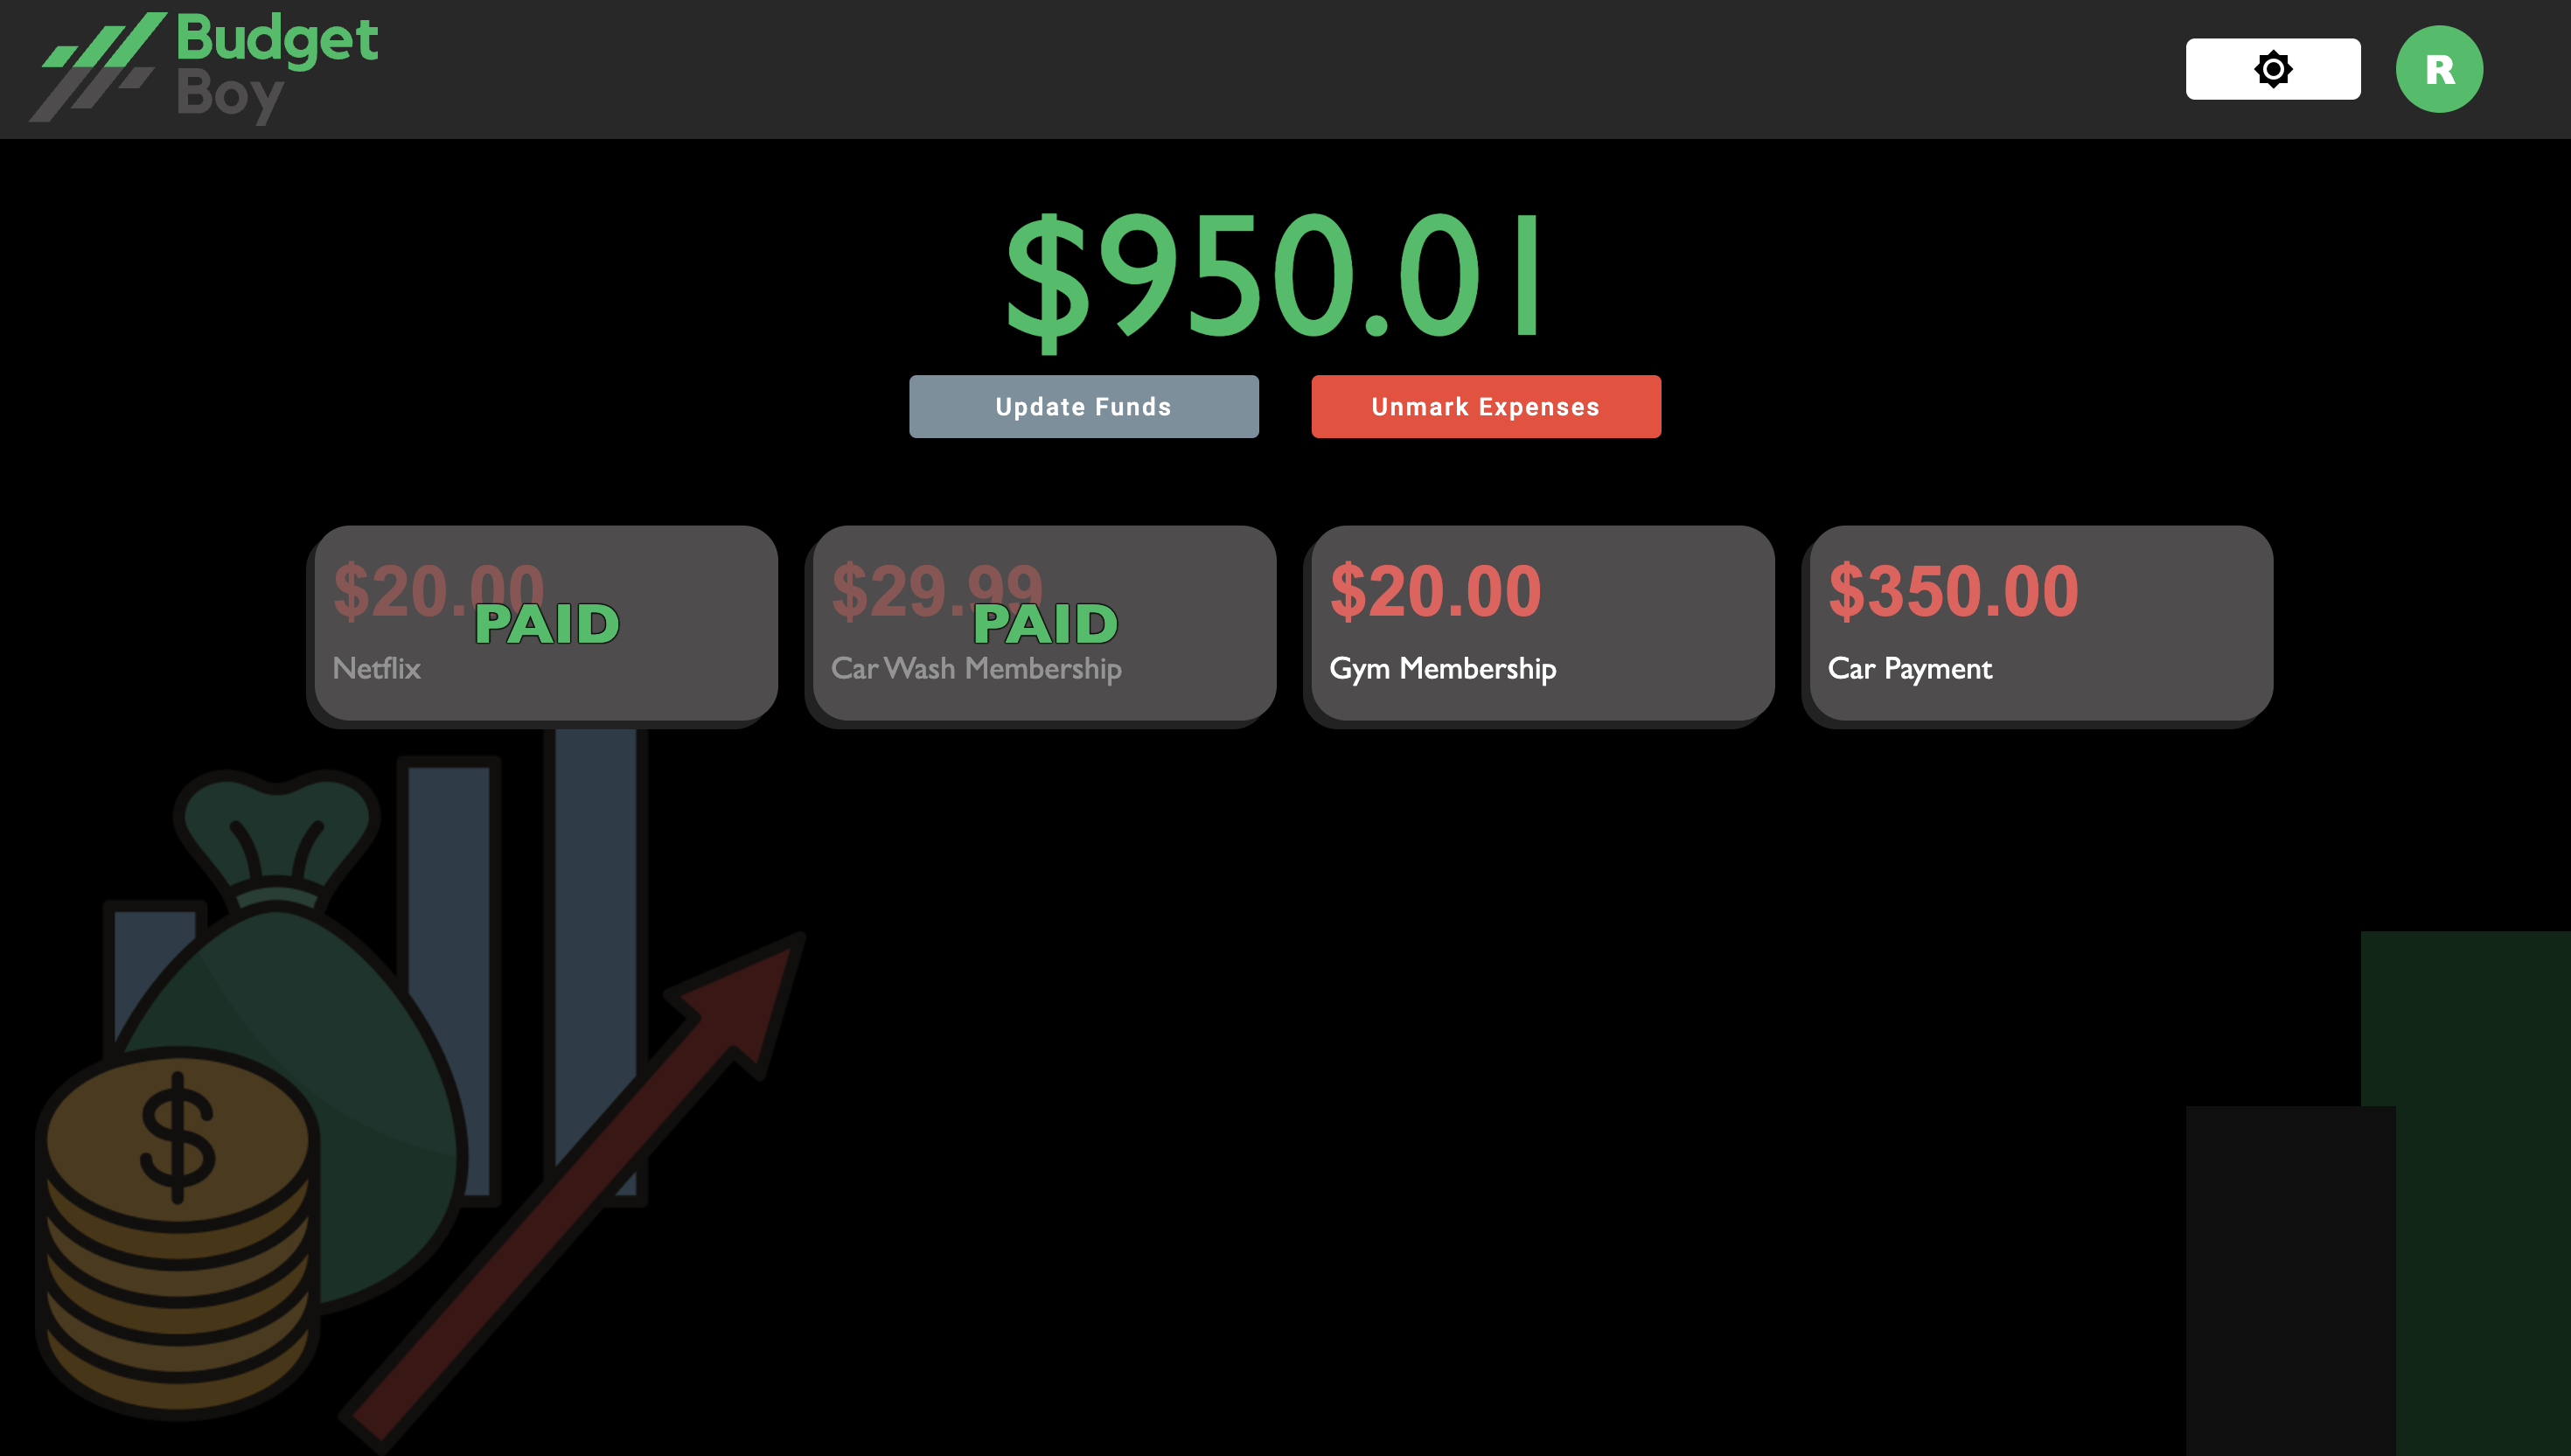 Budget
Boy
R
$950.01
Update Funds
Unmark Expenses
$20.00
PAID
Netflix
$29.99
PAID
Car Wash Membership
$20.00
Gym Membership
$350.00
Car Payment
$